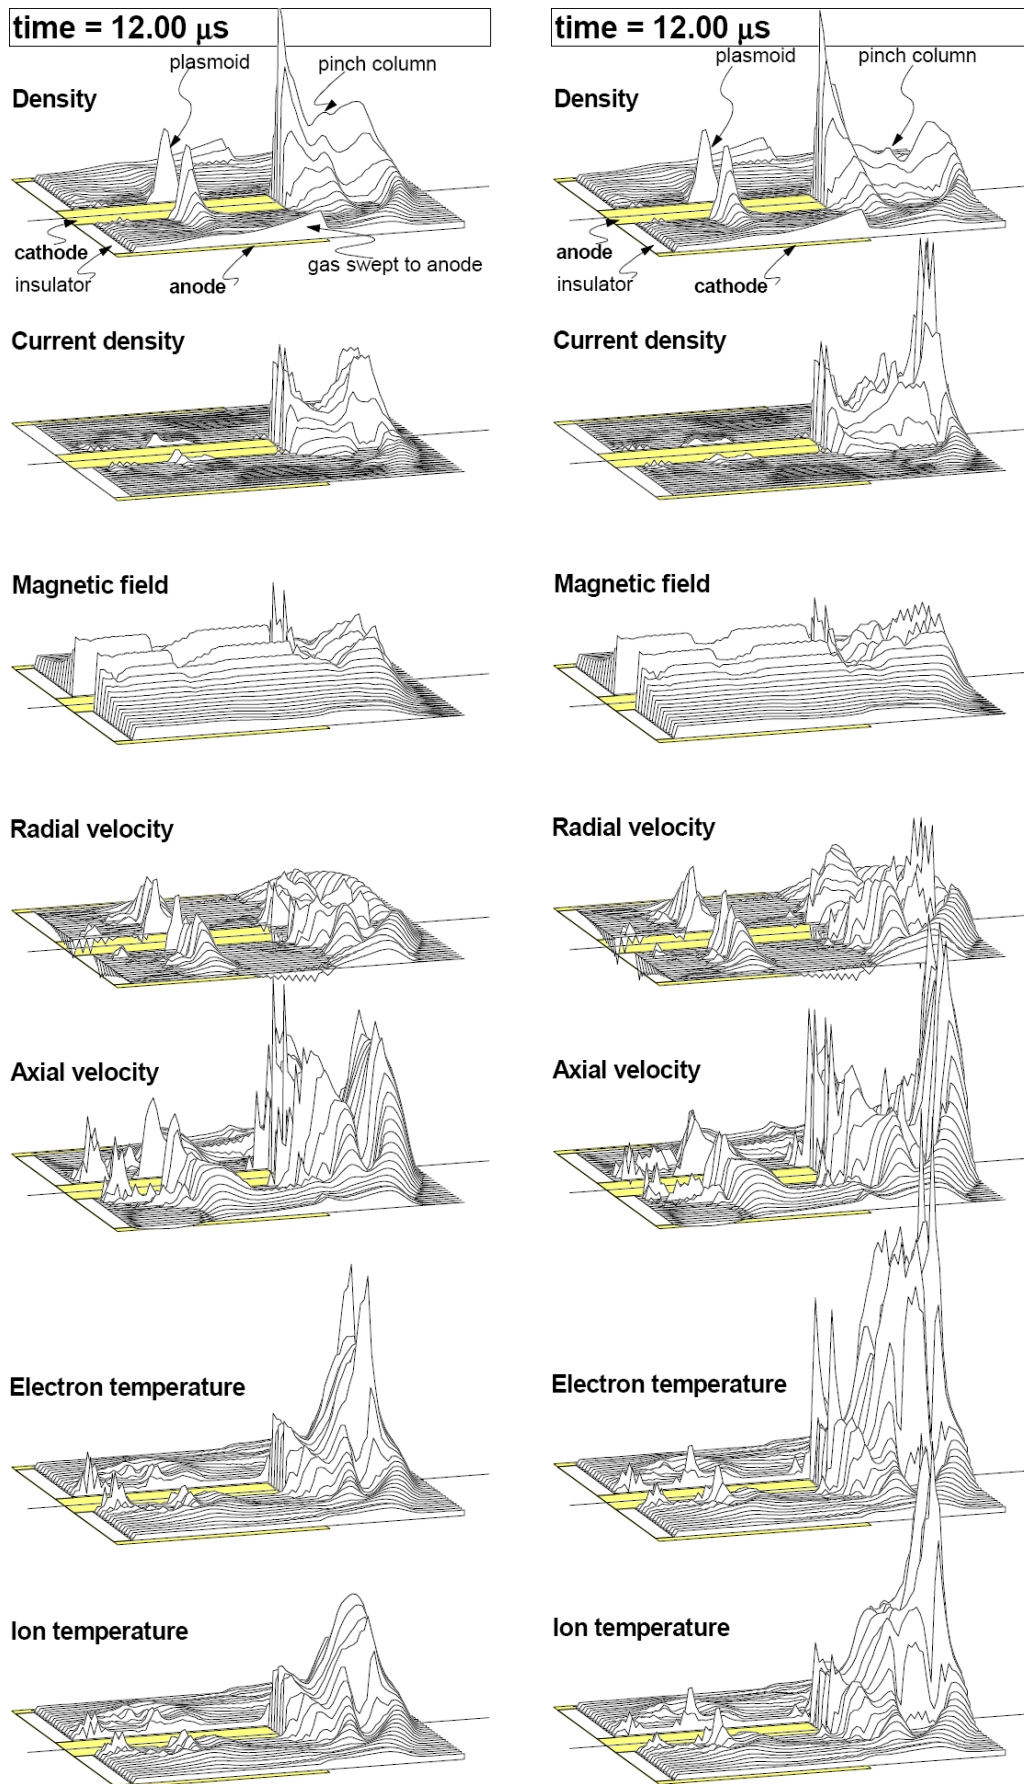 time = 12.00 μs
plasmoid
pinch column
Density
cathode
insulator
anode
gas swept to anode
Current density
Magnetic field
Radial velocity
Axial velocity
Electron temperature
Ion temperature
time = 12.00 μs
plasmoid
pinch column
Density
anode
insulator
cathode
Current density
Magnetic field
Radial velocity
Axial velocity
Electron temperature
Ion temperature